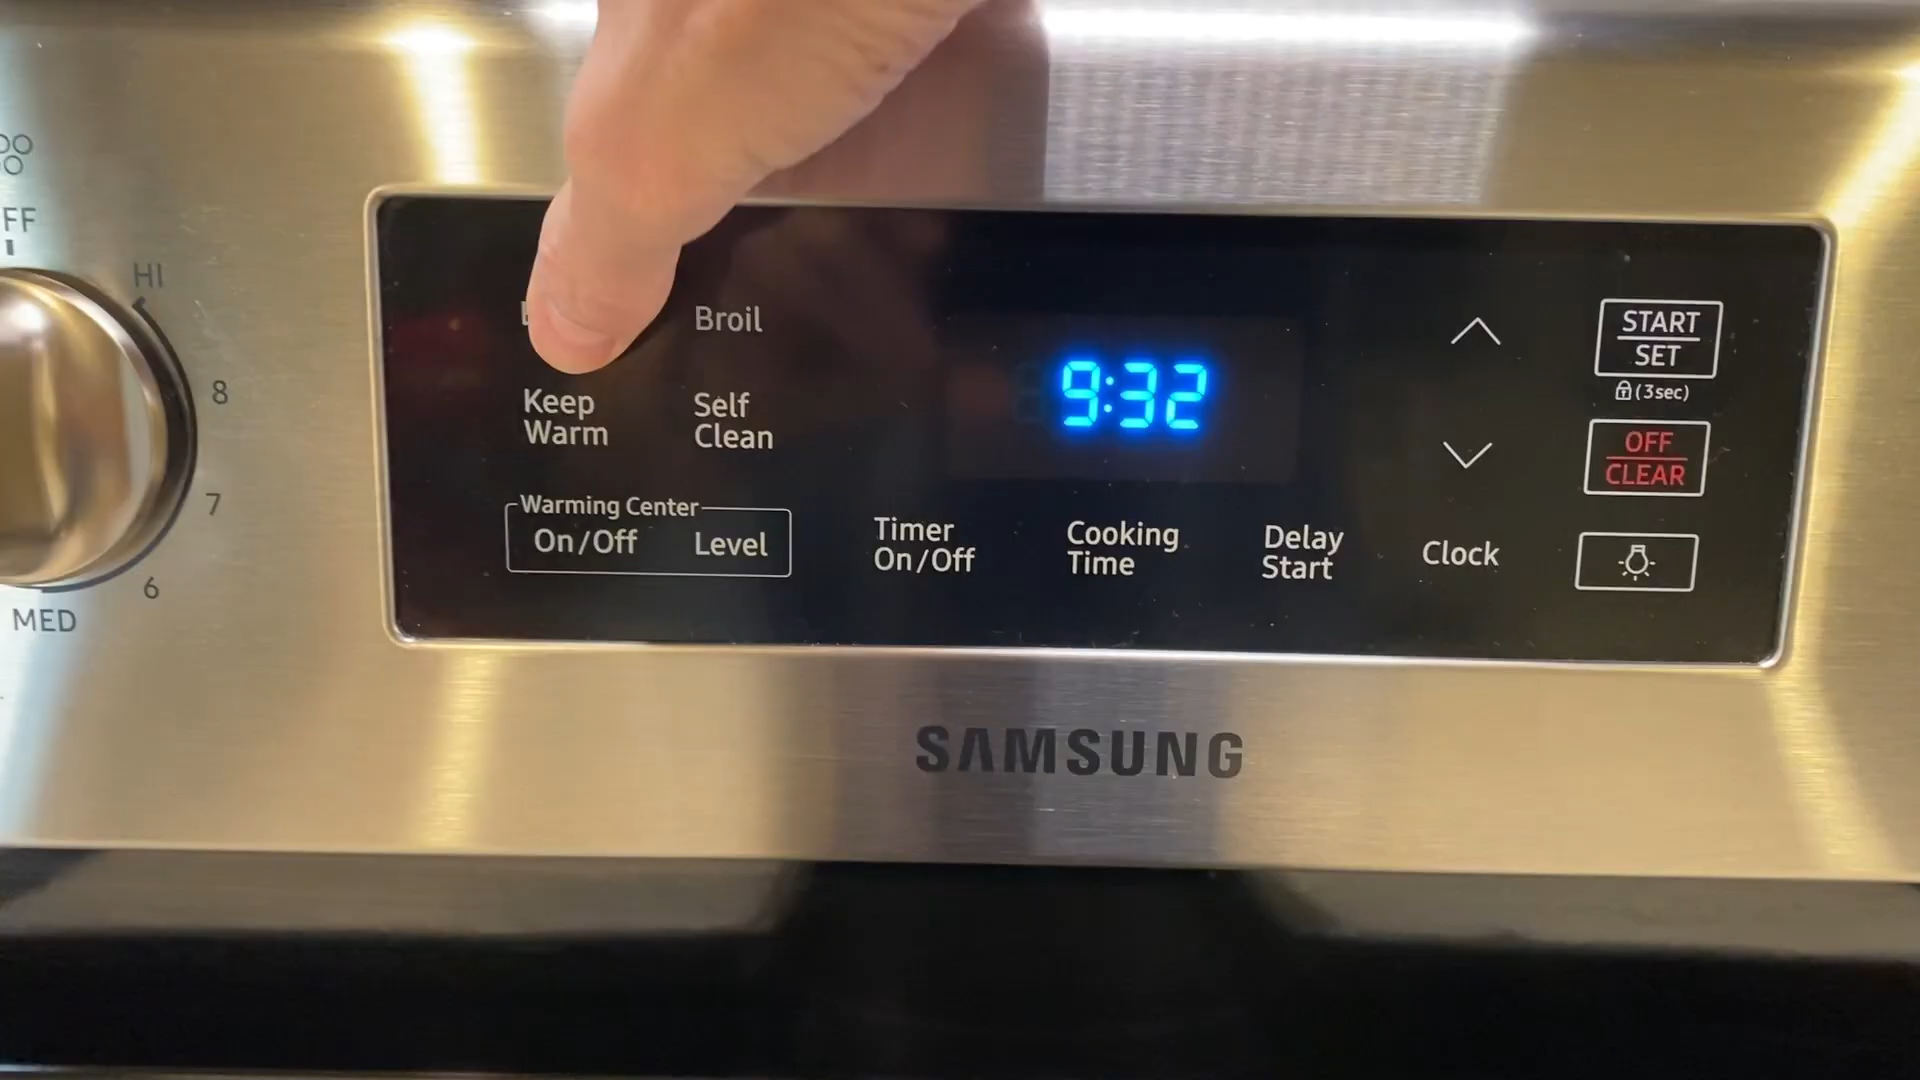 HI
8
7
6
MED
Broil
Keep
Warm
Self
Clean
Warming Center
On/Off
Level
9:32
Timer
On/Off
Cooking
Time
Delay
Start
Clock
START
SET
(3sec)
OFF
CLEAR
SAMSUNG